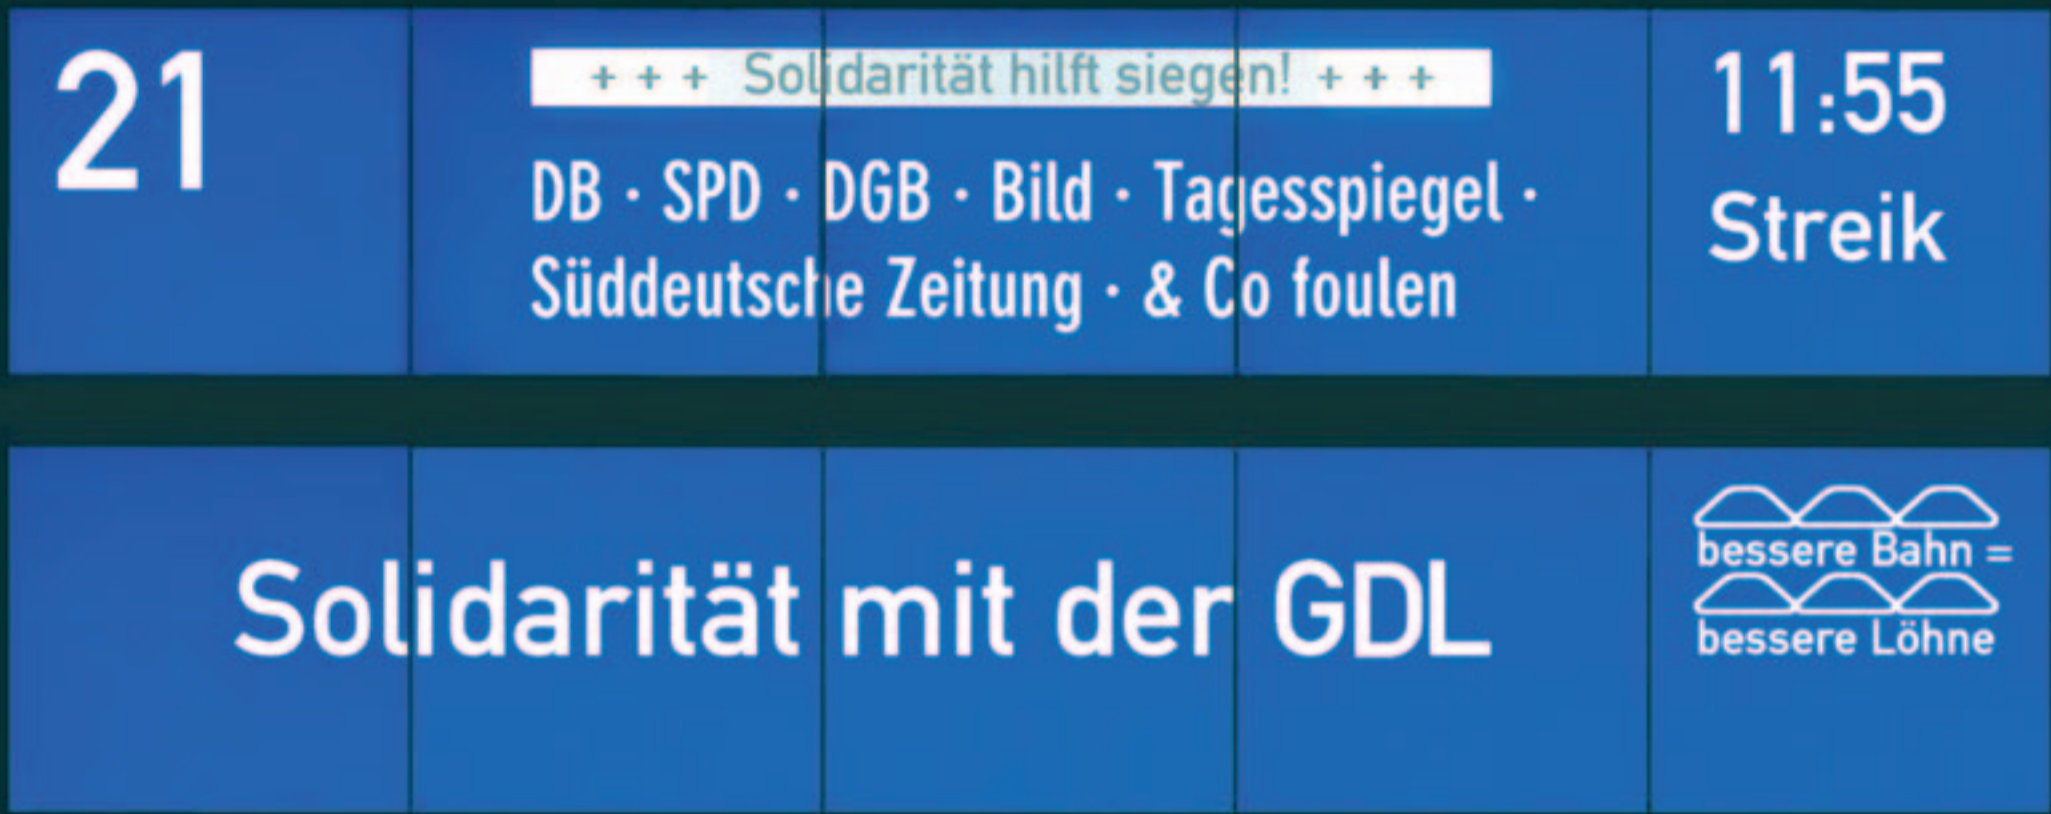 21
+ + + Solidarität hilft siegen! + + +
DB · SPD · DGB · Bild · Tagesspiegel ·
Süddeutsche Zeitung · & Co foulen
11:55
Streik
Solidarität mit der GDL
bessere Bahn =
bessere Löhne